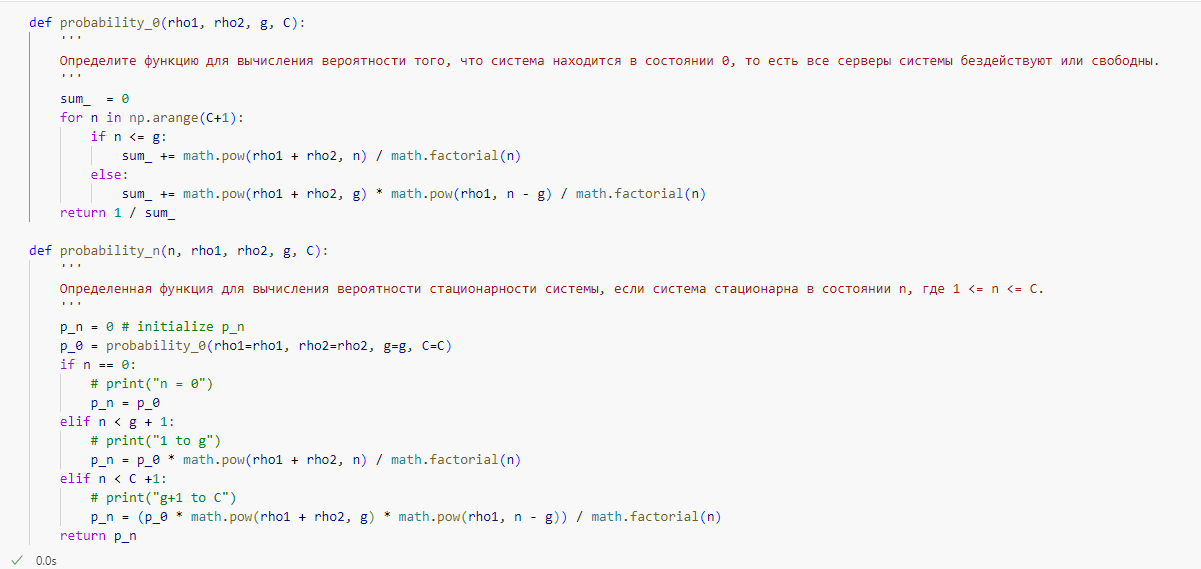 def probability_0(rho1, rho2, g, C):
    '''
    Определите функцию для вычисления вероятности того, что система находится в состоянии 0, то есть все серверы системы бездействуют или свободны.
    '''
    sum_  = 0
    for n in np.arange(C+1):
        if n <= g:
            sum_ += math.pow(rho1 + rho2, n) / math.factorial(n)
        else:
            sum_ += math.pow(rho1 + rho2, g) * math.pow(rho1, n - g) / math.factorial(n)
    return 1 / sum_
def probability_n(n, rho1, rho2, g, C):
    '''
    Определенная функция для вычисления вероятности стационарности системы, если система стационарна в состоянии n, где 1 <= n <= C.
    '''
    p_n = 0 # initialize p_n
    p_0 = probability_0(rho1=rho1, rho2=rho2, g=g, C=C)
    if n == 0:
        # print("n = 0")
        p_n = p_0
    elif n < g + 1:
        # print("1 to g")
        p_n = p_0 * math.pow(rho1 + rho2, n) / math.factorial(n)
    elif n < C +1:
        # print("g+1 to C")
        p_n = (p_0 * math.pow(rho1 + rho2, g) * math.pow(rho1, n - g)) / math.factorial(n)
    return p_n
✓ 0.0s